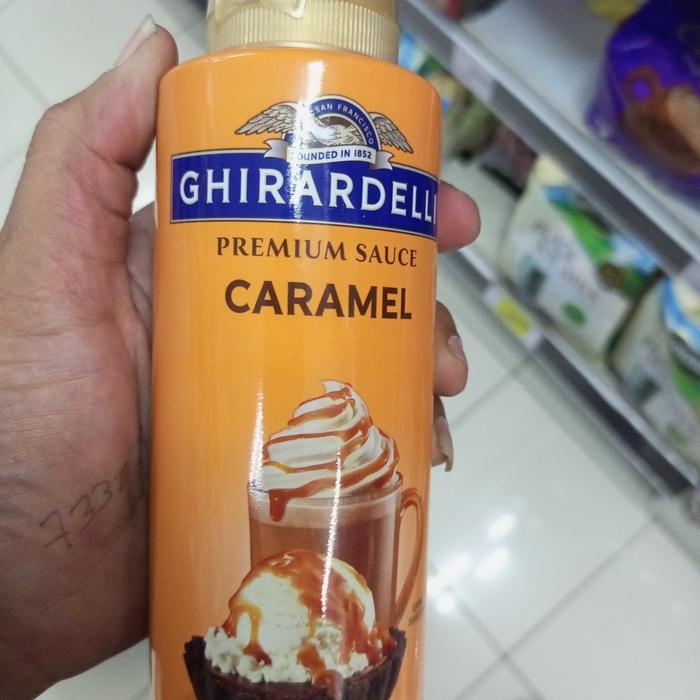 SAN FRANCISCO
FOUNDED IN 1852
GHIRARDELLI
PREMIUM SAUCE
CARAMEL